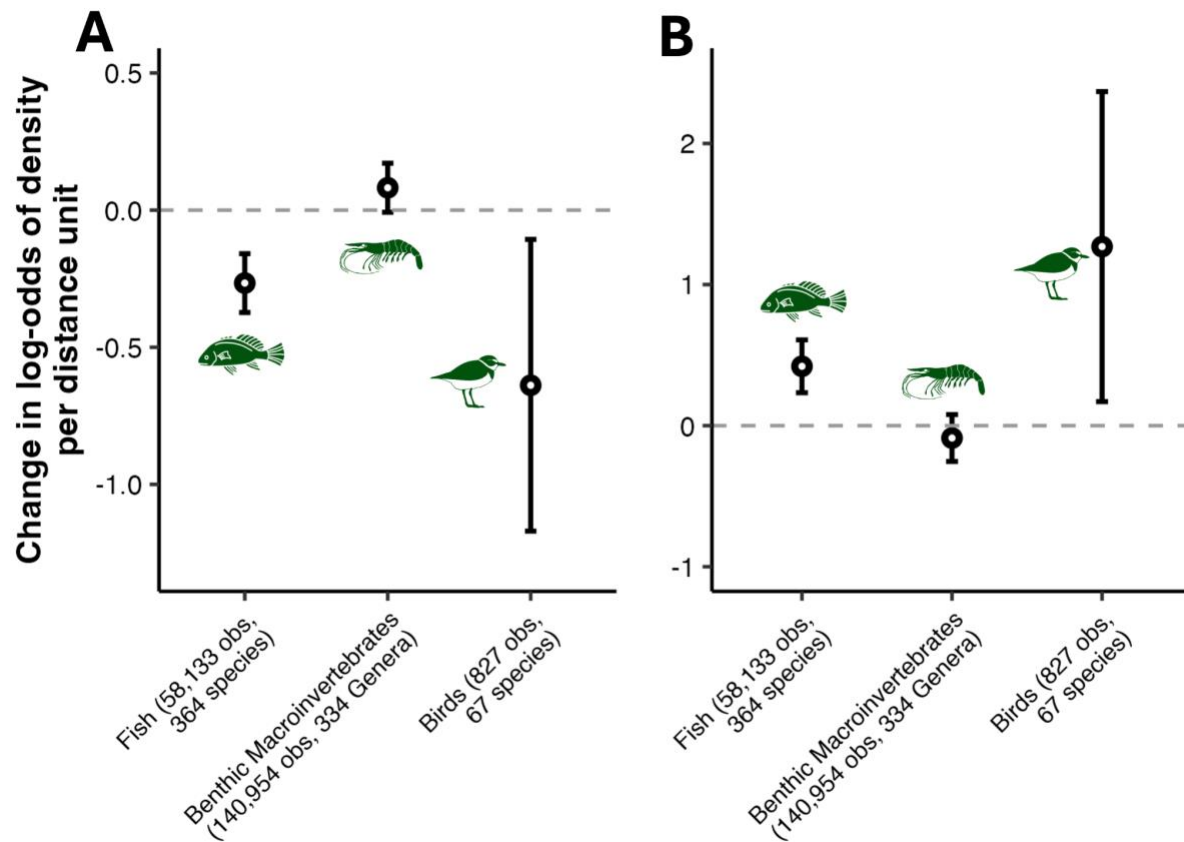 A
B
Change in log-odds of density
per distance unit
0.5
0.0
-0.5
-1.0
Fish (58,133 obs,
364 species)
Benthic Macroinvertebrates
(140,954 obs, 334 Genera)
Birds (827 obs,
67 species)
2
1
0
-1
Fish (58,133 obs,
364 species)
Benthic Macroinvertebrates
(140,954 obs, 334 Genera)
Birds (827 obs,
67 species)